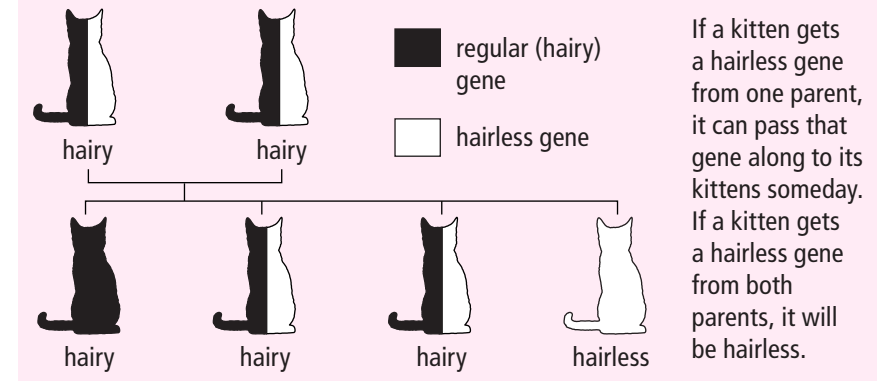 hairy
hairy
regular (hairy)
gene
hairless gene
If a kitten gets
a hairless gene
from one parent,
it can pass that
gene along to its
kittens someday.
If a kitten gets
a hairless gene
from both
parents, it will
be hairless.
hairy
hairy
hairy
hairless